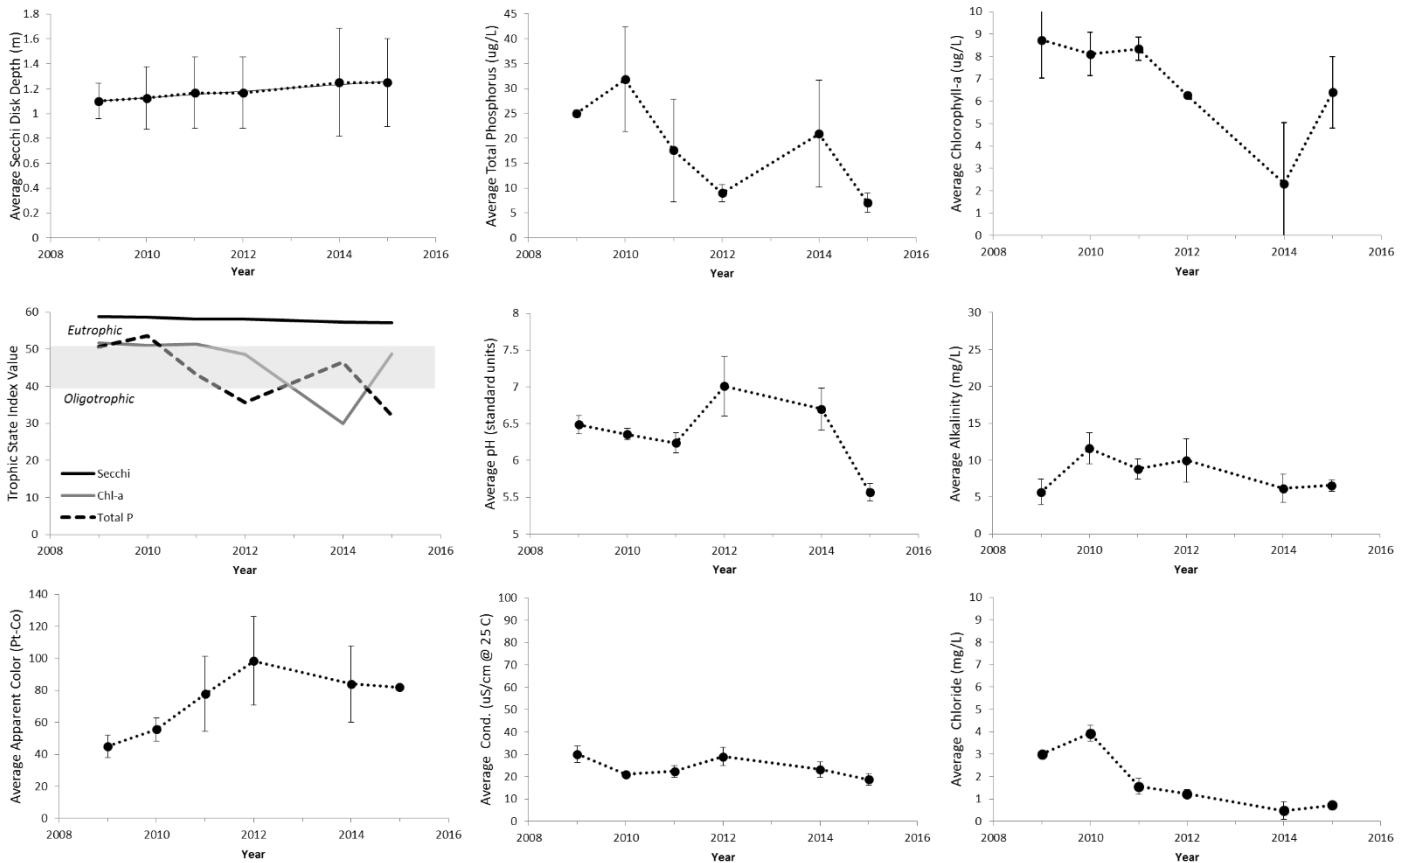 Average Secchi Disk Depth (m)
1.8
1.6
1.4
1.2
1
0.8
0.6
0.4
0.2
0
2008 2010 2012 2014 2016
Year
Average Total Phosphorus (ug/L)
45
40
35
30
25
20
15
10
5
0
2008 2010 2012 2014 2016
Year
Average Chlorophyll-a (ug/L)
10
9
8
7
6
5
4
3
2
1
0
2008 2010 2012 2014 2016
Year
Trophic State Index Value
60
50
40
30
20
10
0
Eutrophic
Oligotrophic
Secchi
Chl-a
Total P
2008 2010 2012 2014 2016
Year
Average pH (standard units)
8
7.5
7
6.5
6
5.5
5
2008 2010 2012 2014 2016
Year
Average Alkalinity (mg/L)
30
25
20
15
10
5
0
2008 2010 2012 2014 2016
Year
Average Apparent Color (Pt-Co)
140
120
100
80
60
40
20
0
2008 2010 2012 2014 2016
Year
Average Cond. (uS/cm @ 25 C)
100
90
80
70
60
50
40
30
20
10
0
2008 2010 2012 2014 2016
Year
Average Chloride (mg/L)
10
9
8
7
6
5
4
3
2
1
0
2008 2010 2012 2014 2016
Year